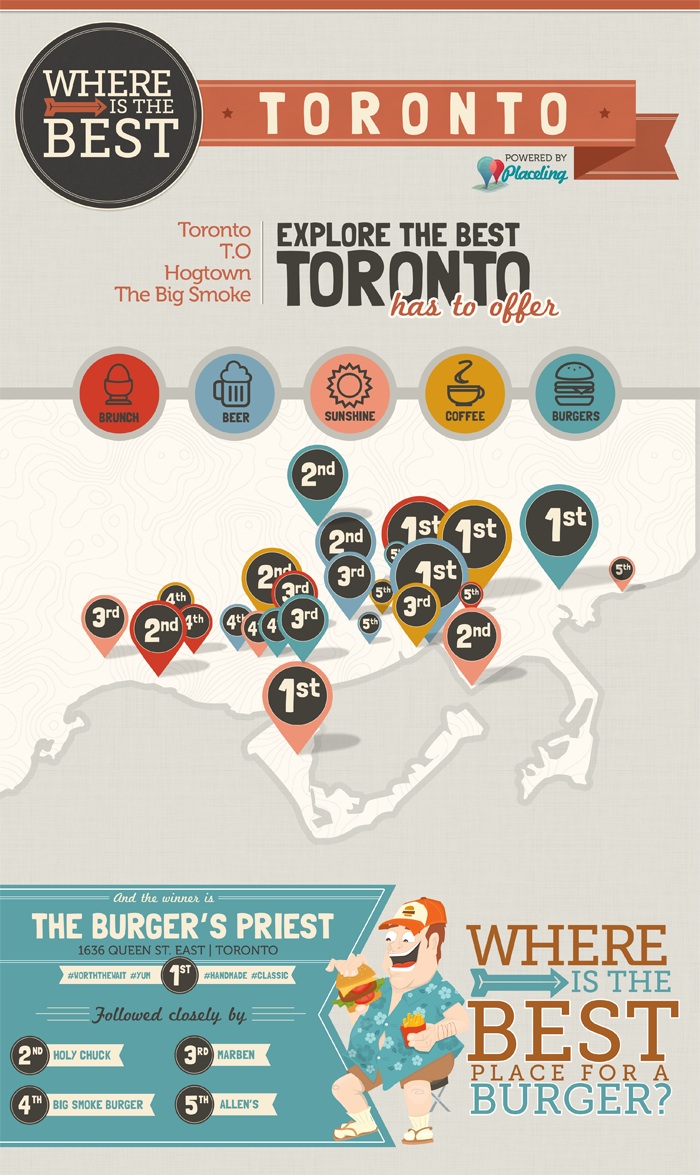 WHERE
IS THE
BEST
TORONTO
POWERED BY
Placeling
Toronto
T.O
Hogtown
The Big Smoke
EXPLORE THE BEST
TORONTO
has to offer
BRUNCH
BEER
SUNSHINE
COFFEE
BURGERS
2nd
1st
1st
1st
2nd
5th
3rd
1st
5th
2nd
3rd
4th
5th
5th
3rd
3rd
2nd
4th
4th
4th
4th
3rd
5th
2nd
1st
And the winner is
THE BURGER'S PRIEST
1636 QUEEN ST. EAST | TORONTO
#WORTHTHEWAIT #YUM 1ST #HANDMADE #CLASSIC
Followed closely by
2ND HOLY CHUCK
3RD MARBEN
4TH BIG SMOKE BURGER
5TH ALLEN'S
WHERE
IS THE
BEST
PLACE FOR A
BURGER?